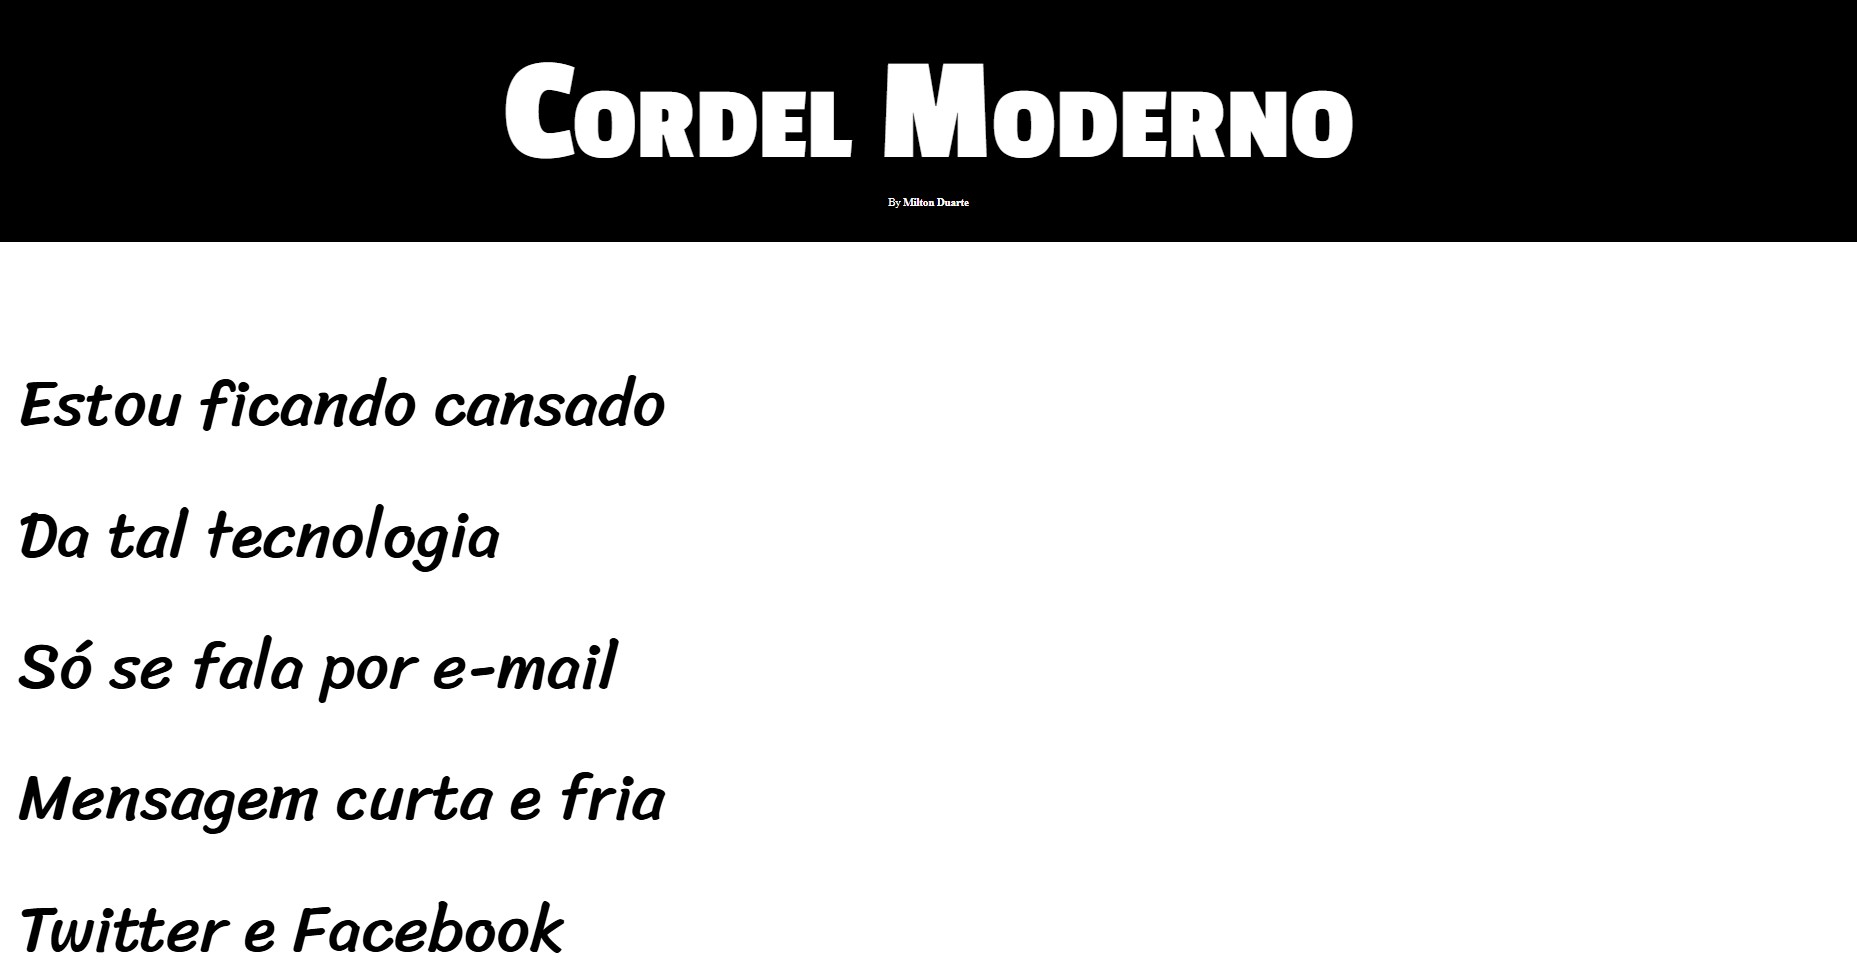 Cordel Moderno
By Milton Duarte
Estou ficando cansado
Da tal tecnologia
Só se fala por e-mail
Mensagem curta e fria
Twitter e Facebook